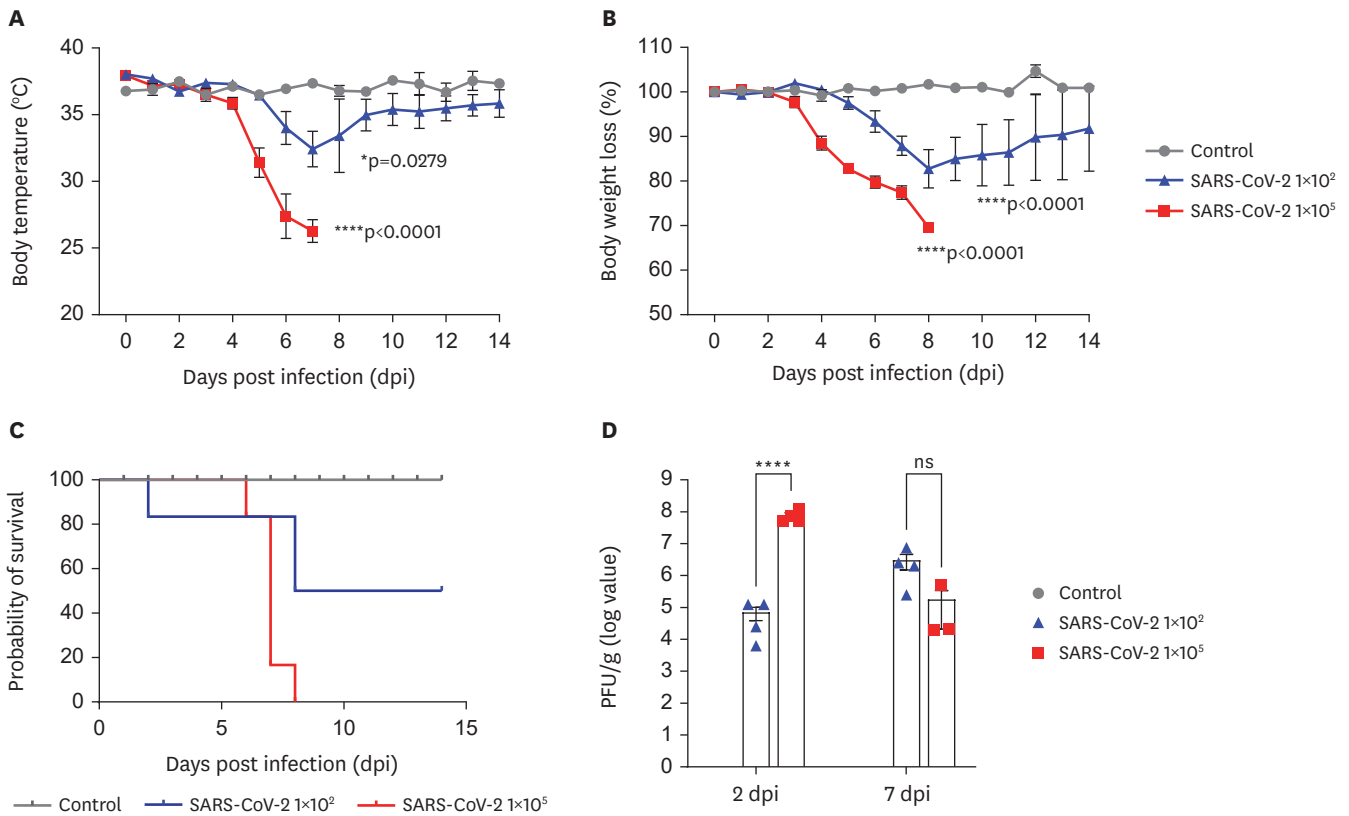 A
Body temperature (°C)
40
35
30
25
20
*p=0.0279
****p<0.0001
0 2 4 6 8 10 12 14
Days post infection (dpi)
B
Body weight loss (%)
110
100
90
80
70
60
50
****p<0.0001
****p<0.0001
0 2 4 6 8 10 12 14
Days post infection (dpi)
Control
SARS-CoV-2 1×10²
SARS-CoV-2 1×10⁵
C
Probability of survival
100
80
60
40
20
0
0 5 10 15
Days post infection (dpi)
Control SARS-CoV-2 1×10² SARS-CoV-2 1×10⁵
D
PFU/g (log value)
9
8
7
6
5
4
3
2
1
0
****
ns
2 dpi 7 dpi
Control
SARS-CoV-2 1×10²
SARS-CoV-2 1×10⁵